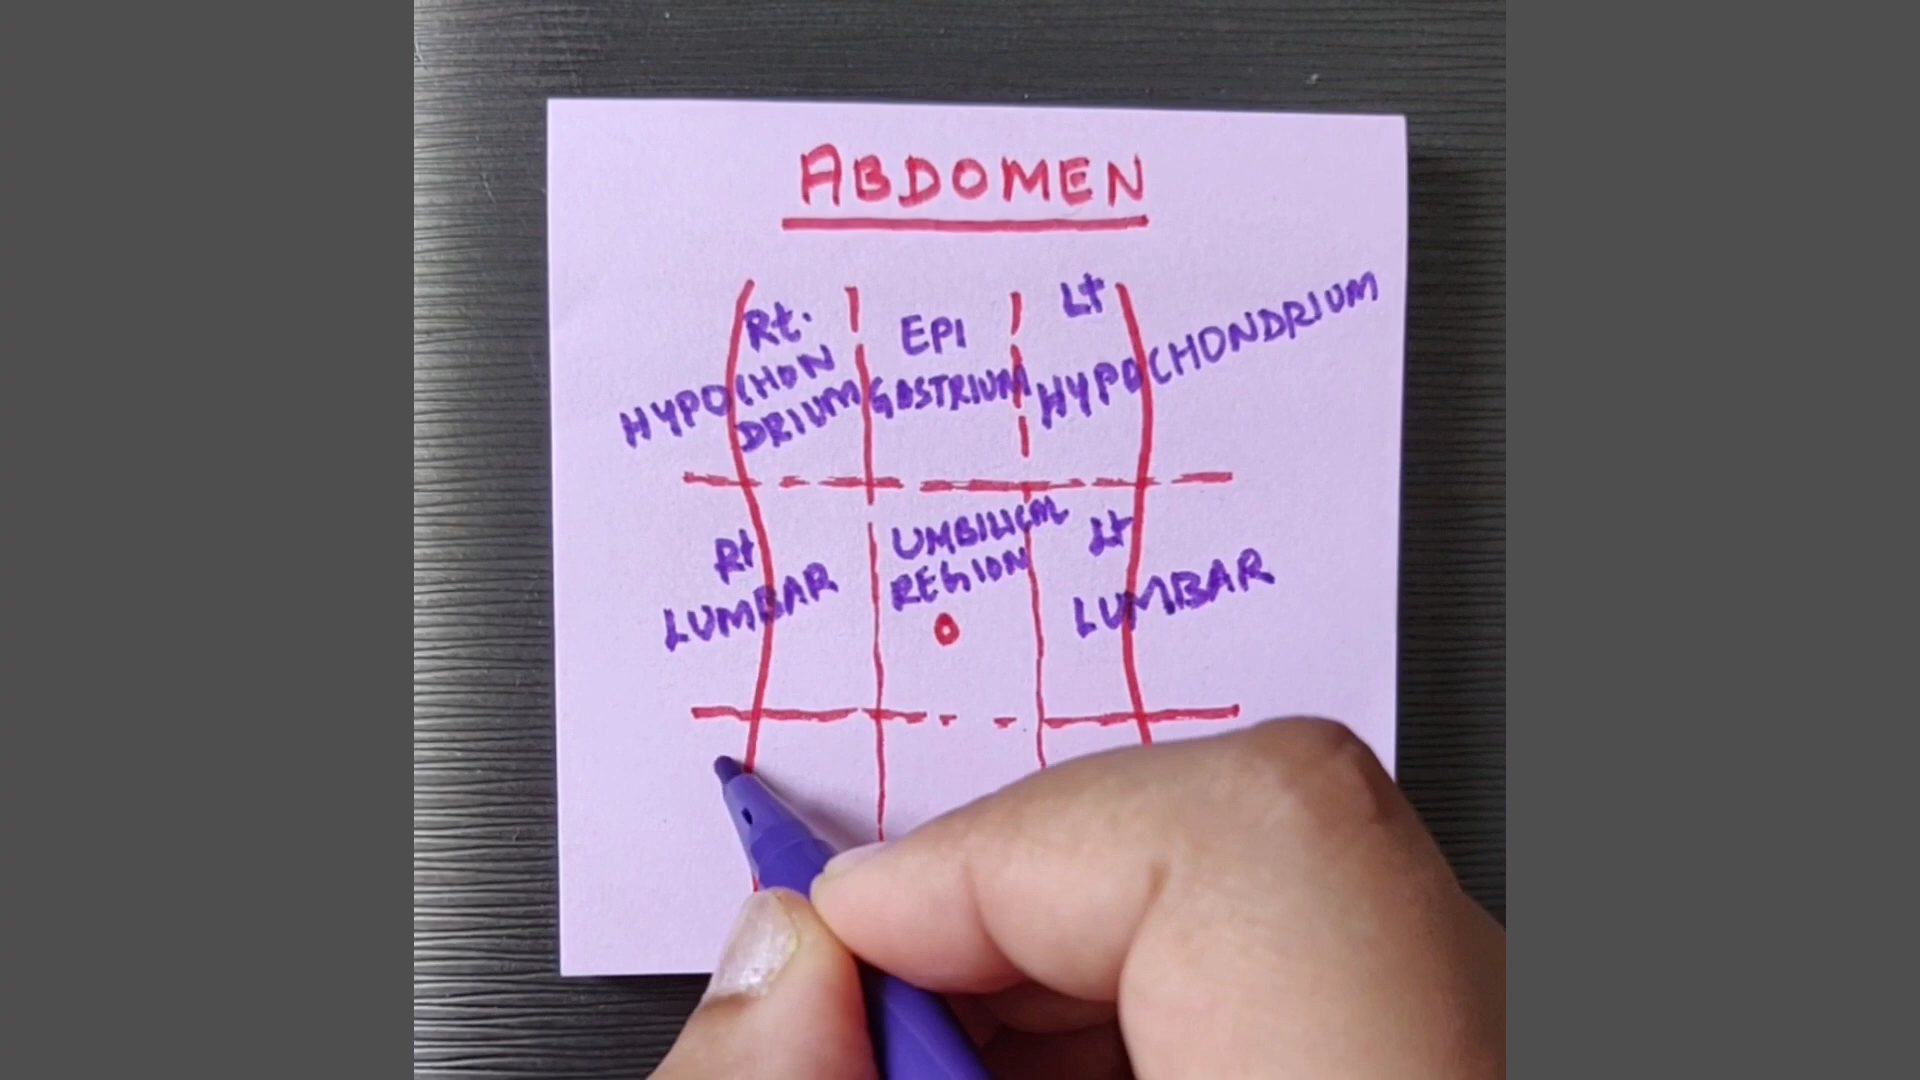 ABDOMEN
Rt.
HYPOCHON
DRIUM
EPI
GASTRIUM
Lt
HYPOCHONDRIUM
Rt
LUMBAR
UMBILICAL
REGION
Lt
LUMBAR